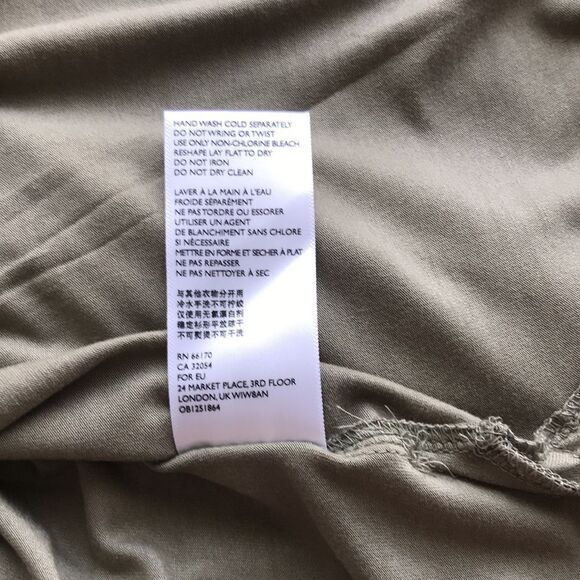 HAND WASH COLD SEPARATELY
DO NOT WRING OR TWIST
USE ONLY NON-CHLORINE BLEACH
RESHAPE LAY FLAT TO DRY
DO NOT IRON
DO NOT DRY CLEAN
LAVER À LA MAIN À L'EAU
FROIDE SÉPARÉMENT
NE PAS TORDRE OU ESSORER
UTILISER UN AGENT
DE BLANCHIMENT SANS CHLORE
SI NÉCESSAIRE
METTRE EN FORME ET SECHER À PLAT
NE PAS REPASSER
NE PAS NETTOYER À SEC
与其他衣物分开用
冷水手洗不可拧绞
仅使用无氯漂白剂
稳定衫形平放晾干
不可熨烫不可干洗
RN 66170
CA 32054
FOR EU
24 MARKET PLACE, 3RD FLOOR
LONDON, UK W1W8AN
OB1251864